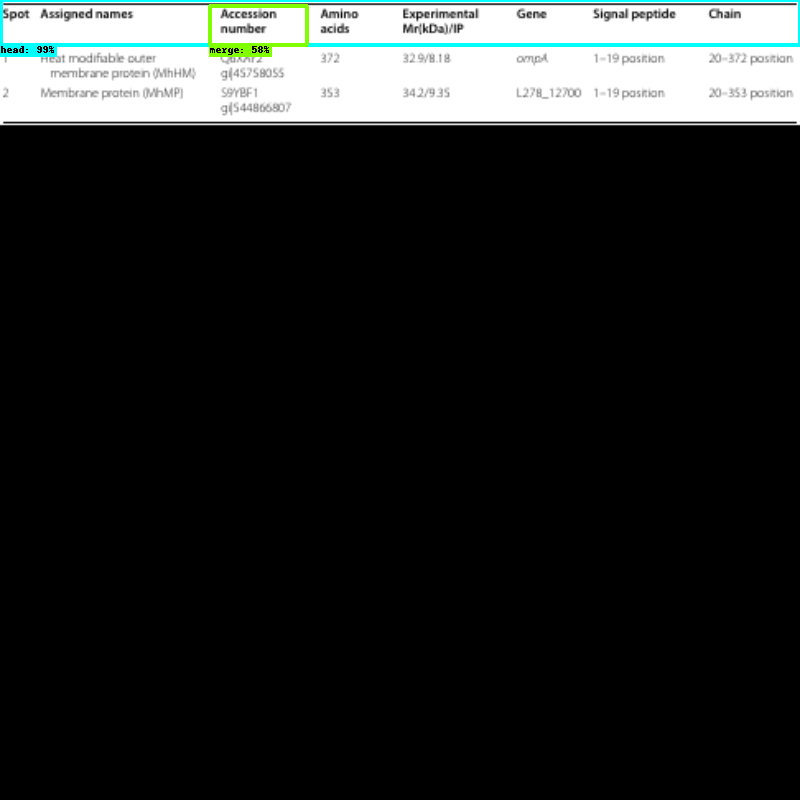 Spot Assigned names Accession number Amino acids Experimental Mr(kDa)/IP Gene Signal peptide Chain
head: 99% merge: 58%
Heat modifiable outer membrane protein (MhHM) gi|45758055 372 32.9/8.18 ompA 1–19 position 20–372 position
2 Membrane protein (MhMP) S9YBF1 gi|544866807 353 34.2/9.35 L278_12700 1–19 position 20–353 position